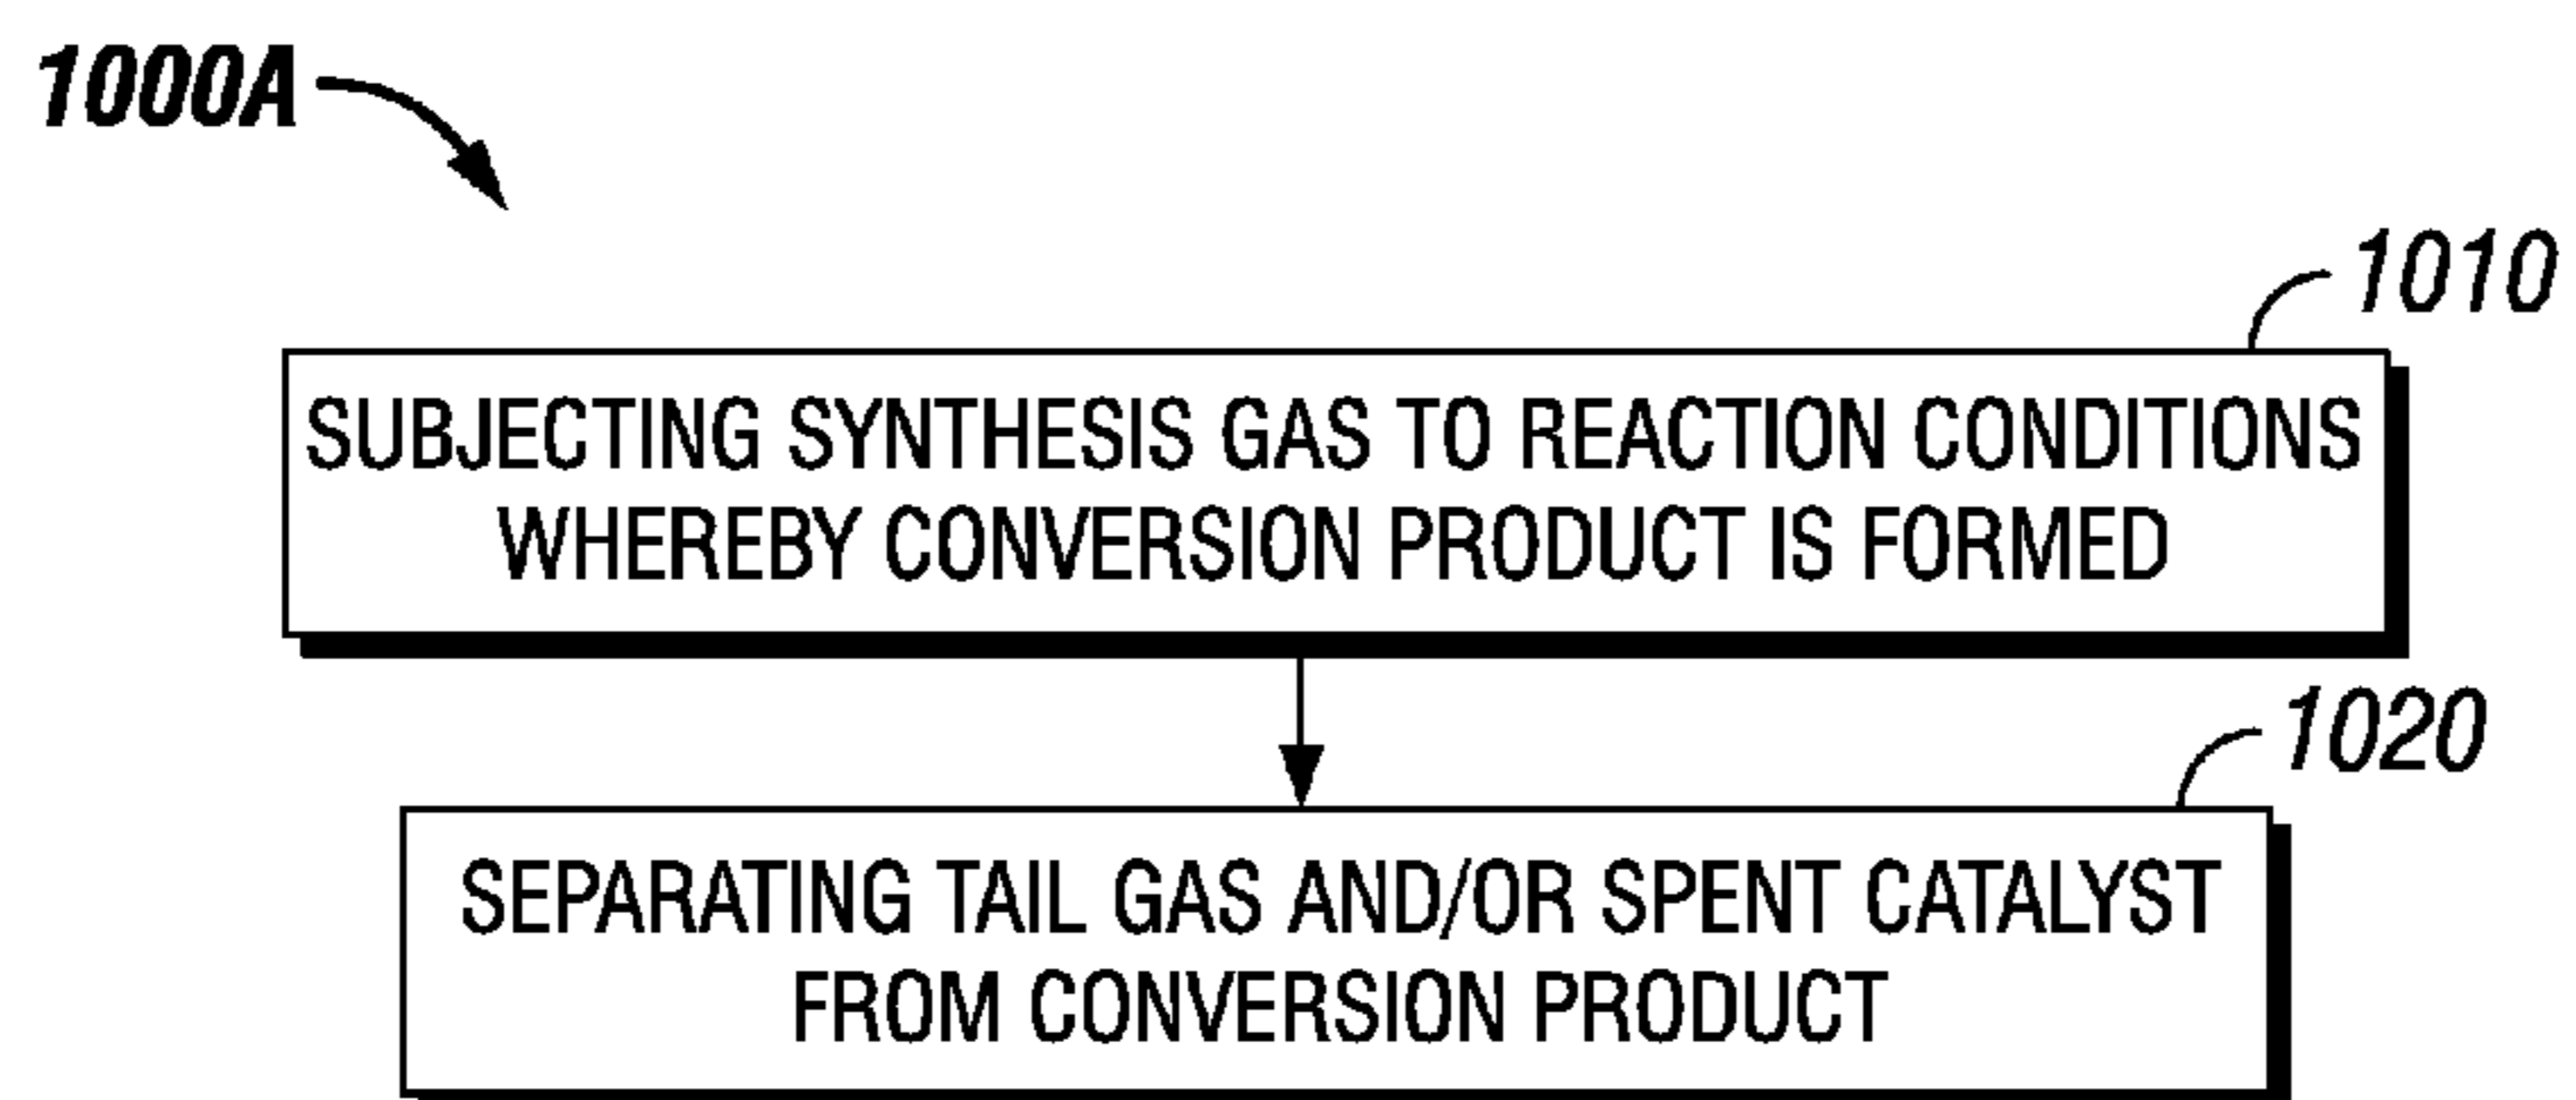 1000A
1010
SUBJECTING SYNTHESIS GAS TO REACTION CONDITIONS
WHEREBY CONVERSION PRODUCT IS FORMED
1020
SEPARATING TAIL GAS AND/OR SPENT CATALYST
FROM CONVERSION PRODUCT